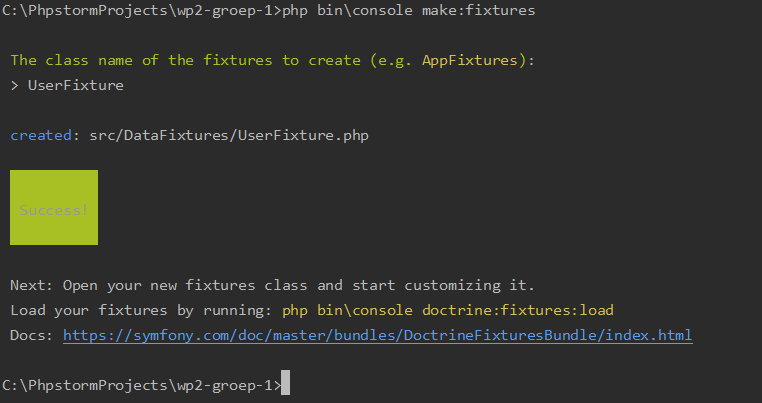 C:\PhpstormProjects\wp2-groep-1>php bin\console make:fixtures
The class name of the fixtures to create (e.g. AppFixtures):
> UserFixture
created: src/DataFixtures/UserFixture.php
Success!
Next: Open your new fixtures class and start customizing it.
Load your fixtures by running: php bin\console doctrine:fixtures:load
Docs: https://symfony.com/doc/master/bundles/DoctrineFixturesBundle/index.html
C:\PhpstormProjects\wp2-groep-1>